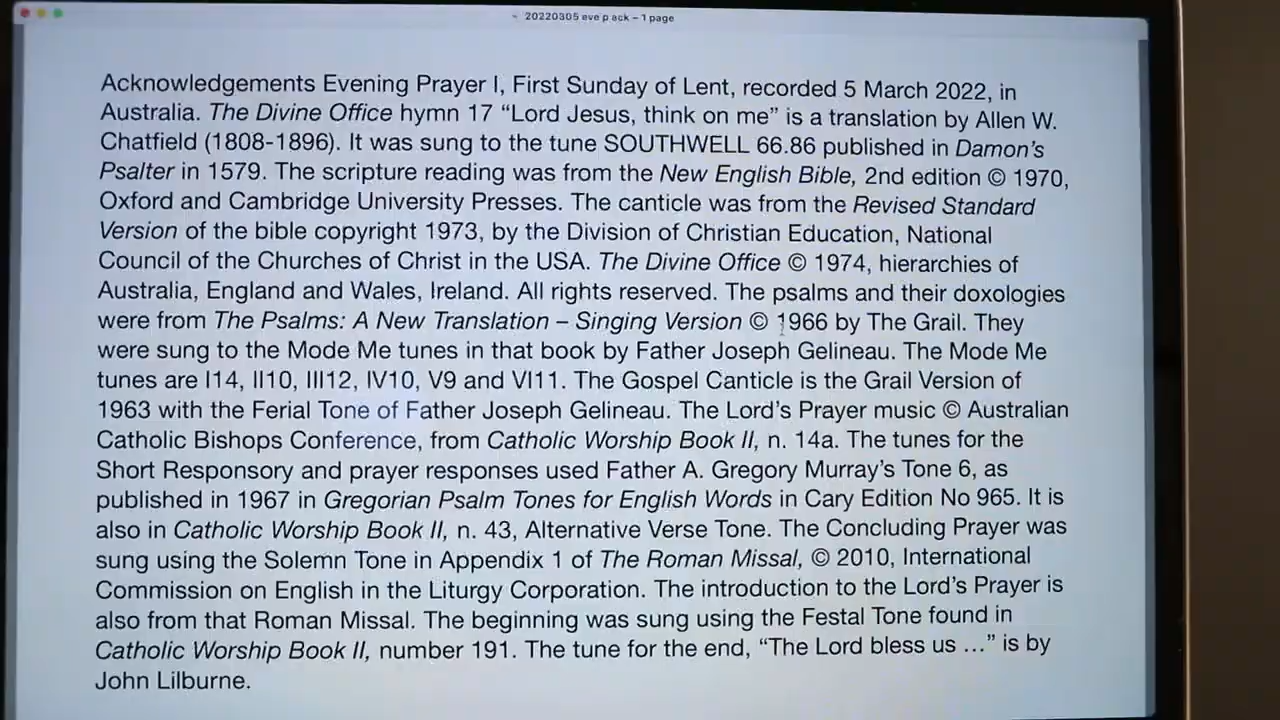 20220305 eve p ack – 1 page
Acknowledgements Evening Prayer I, First Sunday of Lent, recorded 5 March 2022, in
Australia. The Divine Office hymn 17 “Lord Jesus, think on me” is a translation by Allen W.
Chatfield (1808-1896). It was sung to the tune SOUTHWELL 66.86 published in Damon’s
Psalter in 1579. The scripture reading was from the New English Bible, 2nd edition © 1970,
Oxford and Cambridge University Presses. The canticle was from the Revised Standard
Version of the bible copyright 1973, by the Division of Christian Education, National
Council of the Churches of Christ in the USA. The Divine Office © 1974, hierarchies of
Australia, England and Wales, Ireland. All rights reserved. The psalms and their doxologies
were from The Psalms: A New Translation – Singing Version © 1966 by The Grail. They
were sung to the Mode Me tunes in that book by Father Joseph Gelineau. The Mode Me
tunes are I14, II10, III12, IV10, V9 and VI11. The Gospel Canticle is the Grail Version of
1963 with the Ferial Tone of Father Joseph Gelineau. The Lord’s Prayer music © Australian
Catholic Bishops Conference, from Catholic Worship Book II, n. 14a. The tunes for the
Short Responsory and prayer responses used Father A. Gregory Murray’s Tone 6, as
published in 1967 in Gregorian Psalm Tones for English Words in Cary Edition No 965. It is
also in Catholic Worship Book II, n. 43, Alternative Verse Tone. The Concluding Prayer was
sung using the Solemn Tone in Appendix 1 of The Roman Missal, © 2010, International
Commission on English in the Liturgy Corporation. The introduction to the Lord’s Prayer is
also from that Roman Missal. The beginning was sung using the Festal Tone found in
Catholic Worship Book II, number 191. The tune for the end, “The Lord bless us …” is by
John Lilburne.